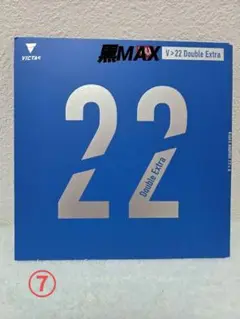 黒MAX
VICTAS
V>22 Double Extra
22
Double Extra
⑦